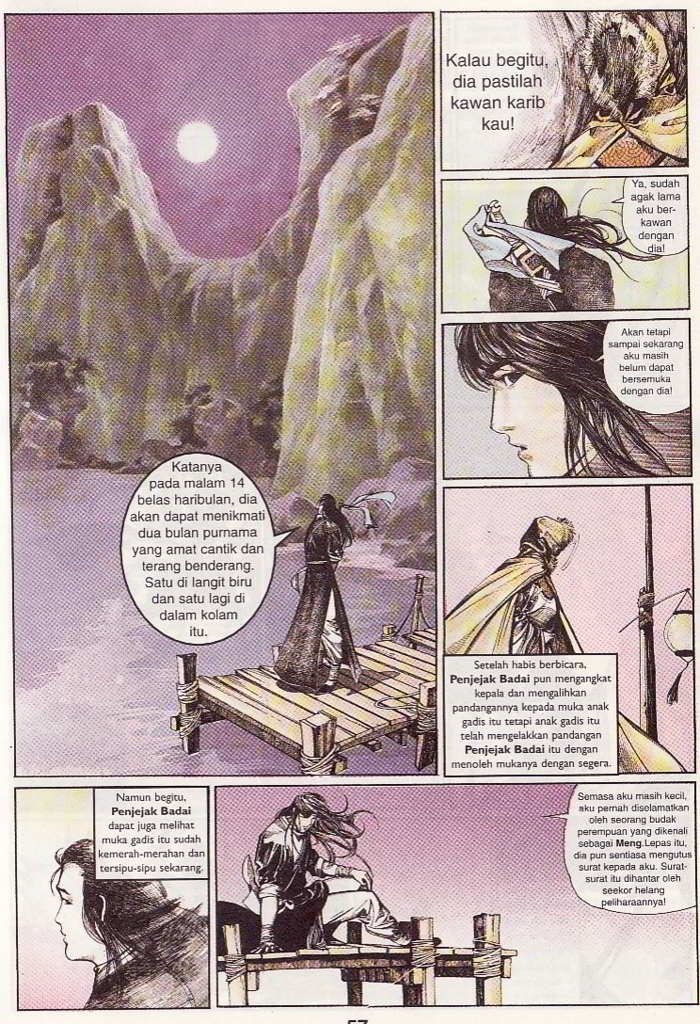 Katanya
pada malam 14
belas haribulan, dia
akan dapat menikmati
dua bulan purnama
yang amat cantik dan
terang benderang.
Satu di langit biru
dan satu lagi di
dalam kolam
itu.
Kalau begitu,
dia pastilah
kawan karib
kau!
Ya, sudah
agak lama
aku ber-
kawan
dengan
dia!
Akan tetapi
sampai sekarang
aku masih
belum dapat
bersemuka
dengan dia!
Setelah habis berbicara,
Penjejak Badai pun mengangkat
kepala dan mengalihkan
pandangannya kepada muka anak
gadis itu tetapi anak gadis itu
telah mengelakkan pandangan
Penjejak Badai itu dengan
menoleh mukanya dengan segera.
Namun begitu,
Penjejak Badai
dapat juga melihat
muka gadis itu sudah
kemerah-merahan dan
tersipu-sipu sekarang.
Semasa aku masih kecil,
aku pernah diselamatkan
oleh seorang budak
perempuan yang dikenali
sebagai Meng.Lepas itu,
dia pun sentiasa mengutus
surat kepada aku. Surat-
surat itu dihantar oleh
seekor helang
peliharaannya!
57